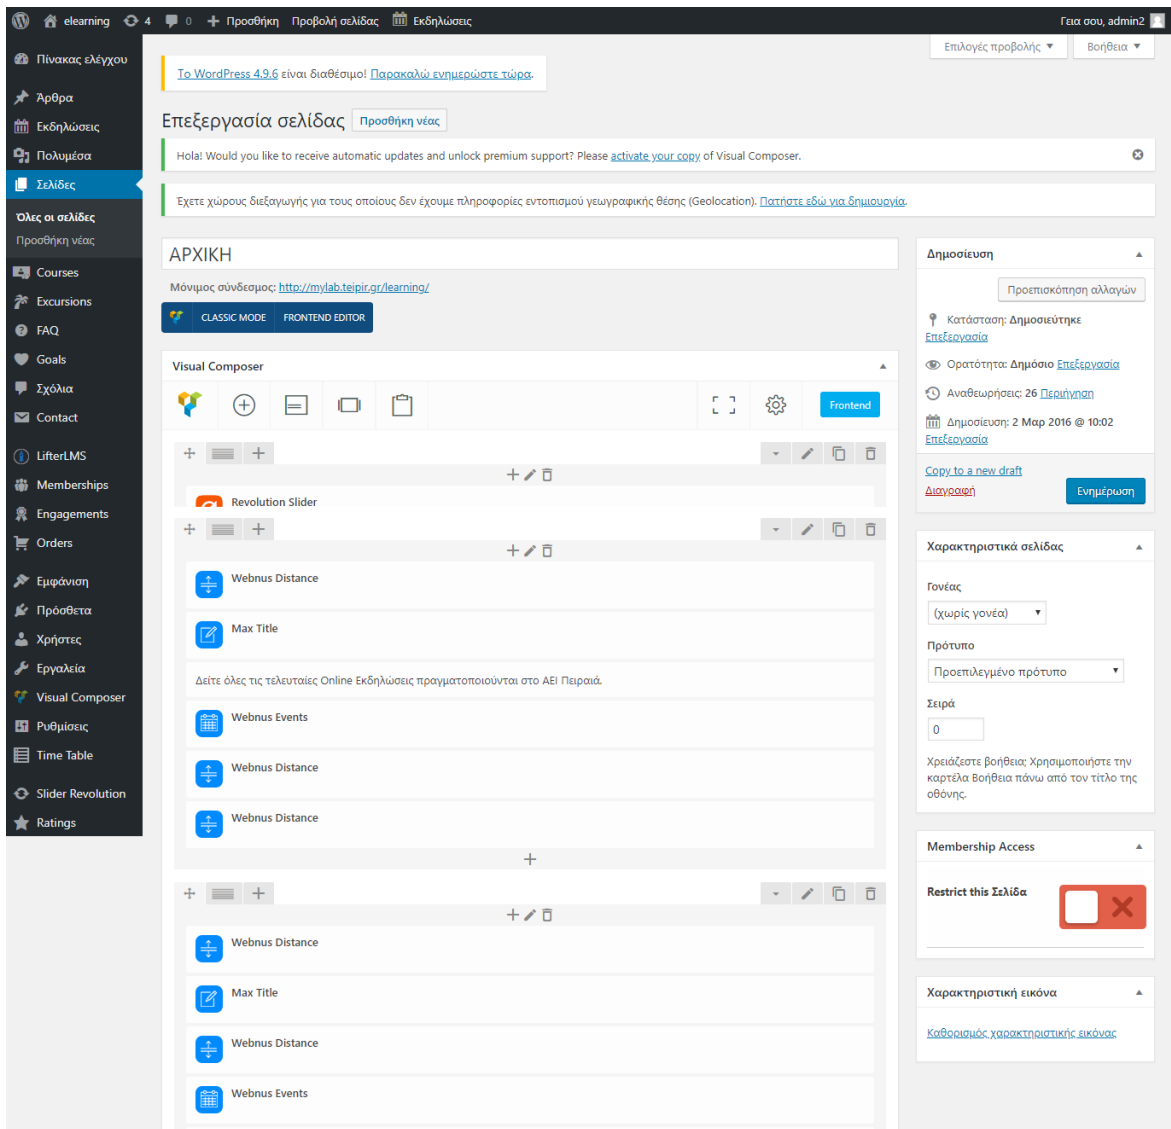 elearning 4 0 Προσθήκη Προβολή σελίδας Εκδηλώσεις Γεια σου, admin2
Επιλογές προβολής Βοήθεια
Πίνακας ελέγχου
Άρθρα
Εκδηλώσεις
Πολυμέσα
Σελίδες
Όλες οι σελίδες
Προσθήκη νέας
Courses
Excursions
FAQ
Goals
Σχόλια
Contact
LifterLMS
Memberships
Engagements
Orders
Εμφάνιση
Πρόσθετα
Χρήστες
Εργαλεία
Visual Composer
Ρυθμίσεις
Time Table
Slider Revolution
Ratings
Το WordPress 4.9.6 είναι διαθέσιμο! Παρακαλώ ενημερώστε τώρα.
Επεξεργασία σελίδας Προσθήκη νέας
Hola! Would you like to receive automatic updates and unlock premium support? Please activate your copy of Visual Composer.
Έχετε χώρους διεξαγωγής για τους οποίους δεν έχουμε πληροφορίες εντοπισμού γεωγραφικής θέσης (Geolocation). Πατήστε εδώ για δημιουργία.
ΑΡΧΙΚΗ
Μόνιμος σύνδεσμος: http://mylab.teipir.gr/learning/
CLASSIC MODE FRONTEND EDITOR
Visual Composer
Frontend
Revolution Slider
Webnus Distance
Max Title
Δείτε όλες τις τελευταίες Online Εκδηλώσεις πραγματοποιούνται στο ΑΕΙ Πειραιά.
Webnus Events
Webnus Distance
Webnus Distance
Webnus Distance
Max Title
Webnus Distance
Webnus Events
Δημοσίευση
Προεπισκόπηση αλλαγών
Κατάσταση: Δημοσιεύτηκε
Επεξεργασία
Ορατότητα: Δημόσιο Επεξεργασία
Αναθεωρήσεις: 26 Περιήγηση
Δημοσίευση: 2 Μαρ 2016 @ 10:02
Επεξεργασία
Copy to a new draft
Διαγραφή Ενημέρωση
Χαρακτηριστικά σελίδας
Γονέας
(χωρίς γονέα)
Πρότυπο
Προεπιλεγμένο πρότυπο
Σειρά
0
Χρειάζεστε βοήθεια; Χρησιμοποιήστε την
καρτέλα Βοήθεια πάνω από τον τίτλο της
οθόνης.
Membership Access
Restrict this Σελίδα
Χαρακτηριστική εικόνα
Καθορισμός χαρακτηριστικής εικόνας